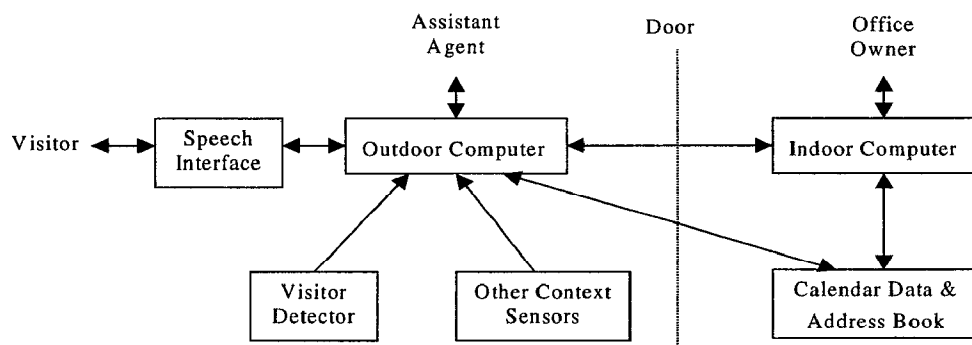 Assistant
Agent
Door
Office
Owner
Visitor
Speech
Interface
Outdoor Computer
Indoor Computer
Visitor
Detector
Other Context
Sensors
Calendar Data &
Address Book